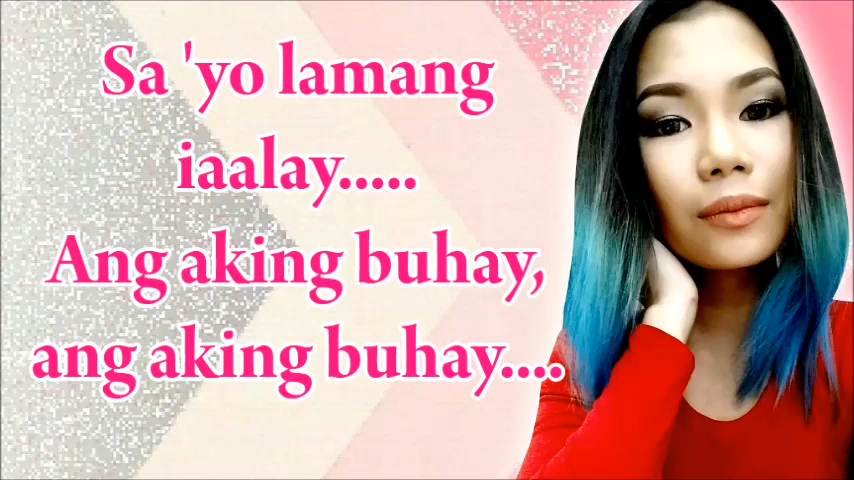 Sa 'yo lamang
iaalay.....
Ang aking buhay,
ang aking buhay....